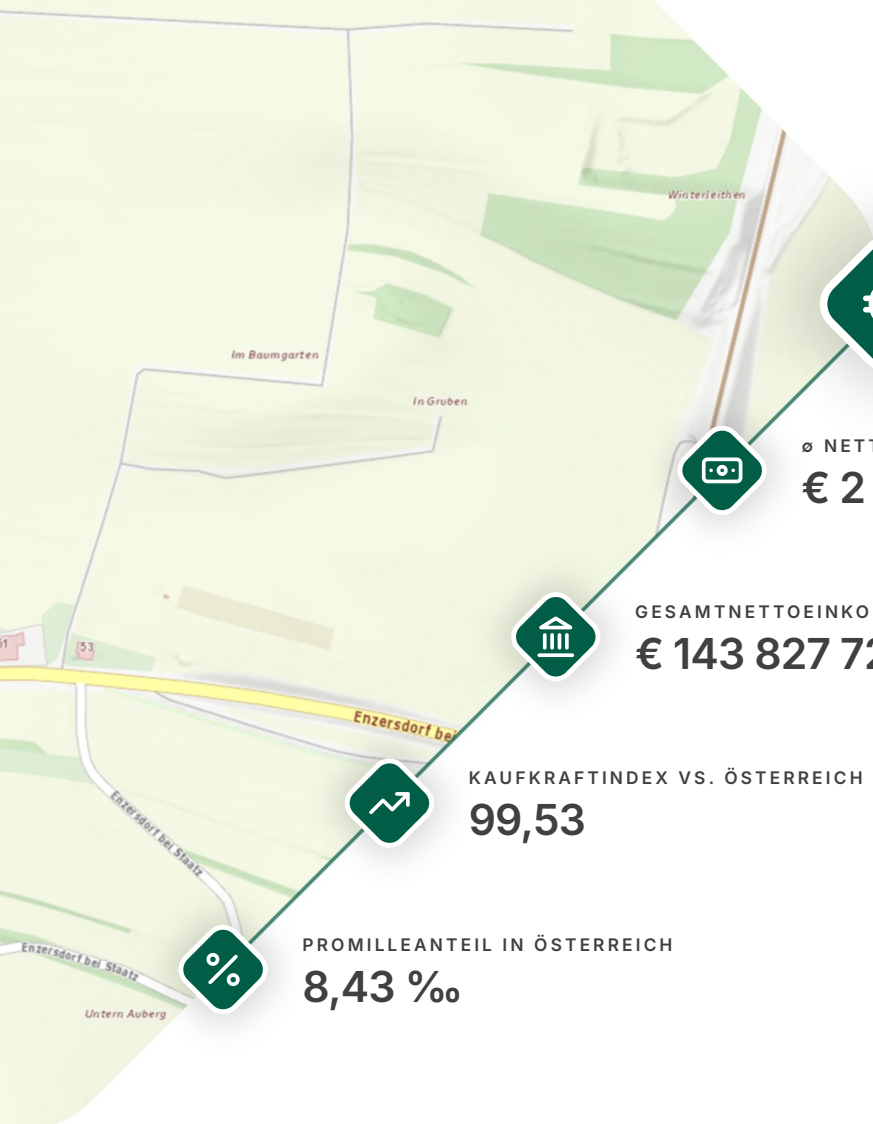 Winterleithen
Im Baumgarten
In Gruben
ø NETT
€ 2
GESAMTNETTOEINKO
€ 143 827 72
51
53
Enzersdorf bei
KAUFKRAFTINDEX VS. ÖSTERREICH
99,53
Enzersdorf bei Staatz
PROMILLEANTEIL IN ÖSTERREICH
8,43 ‰
Enzersdorf bei Staatz
Untern Auberg